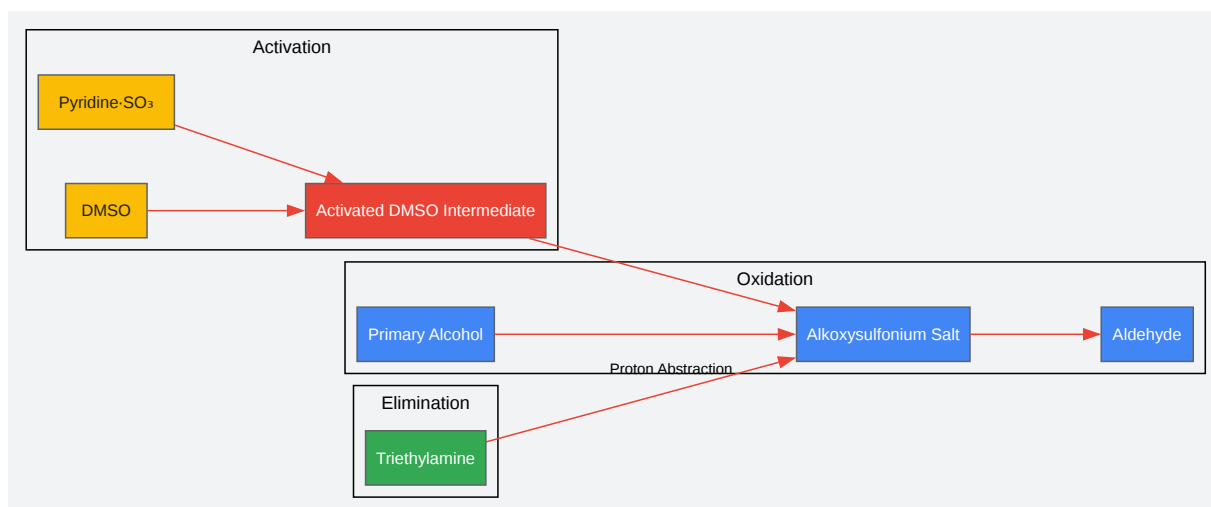 Activation
Pyridine·SO₃
DMSO
Activated DMSO Intermediate
Oxidation
Primary Alcohol
Alkoxysulfonium Salt
Aldehyde
Proton Abstraction
Elimination
Triethylamine